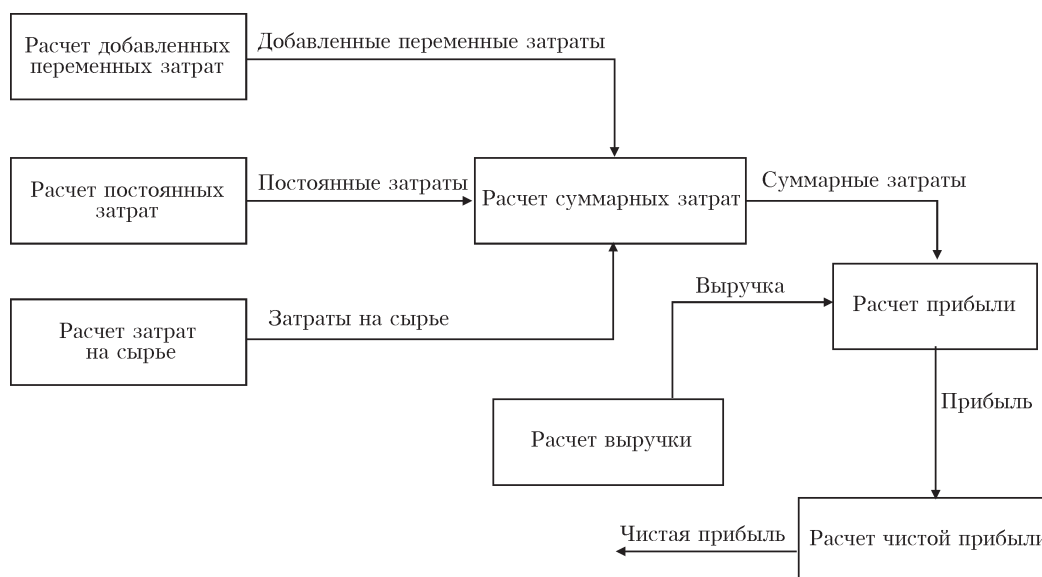 Расчет добавленных
переменных затрат
Добавленные переменные затраты
Расчет постоянных
затрат
Постоянные затраты
Расчет суммарных затрат
Суммарные затраты
Расчет затрат
на сырье
Затраты на сырье
Выручка
Расчет прибыли
Расчет выручки
Прибыль
Чистая прибыль
Расчет чистой прибыли